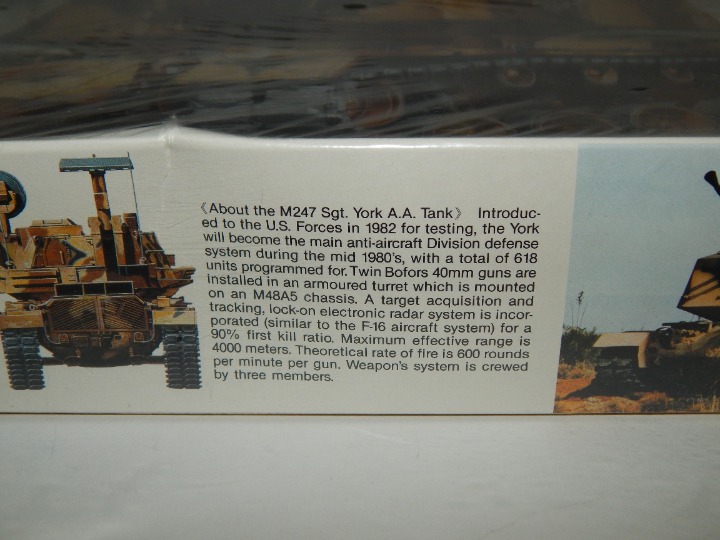 《About the M247 Sgt. York A.A. Tank》 Introduc-
ed to the U.S. Forces in 1982 for testing, the York
will become the main anti-aircraft Division defense
system during the mid 1980's, with a total of 618
units programmed for. Twin Bofors 40mm guns are
installed in an armoured turret which is mounted
on an M48A5 chassis. A target acquisition and
tracking, lock-on electronic radar system is incor-
porated (similar to the F-16 aircraft system) for a
90% first kill ratio. Maximum effective range is
4000 meters. Theoretical rate of fire is 600 rounds
per minute per gun. Weapon's system is crewed
by three members.